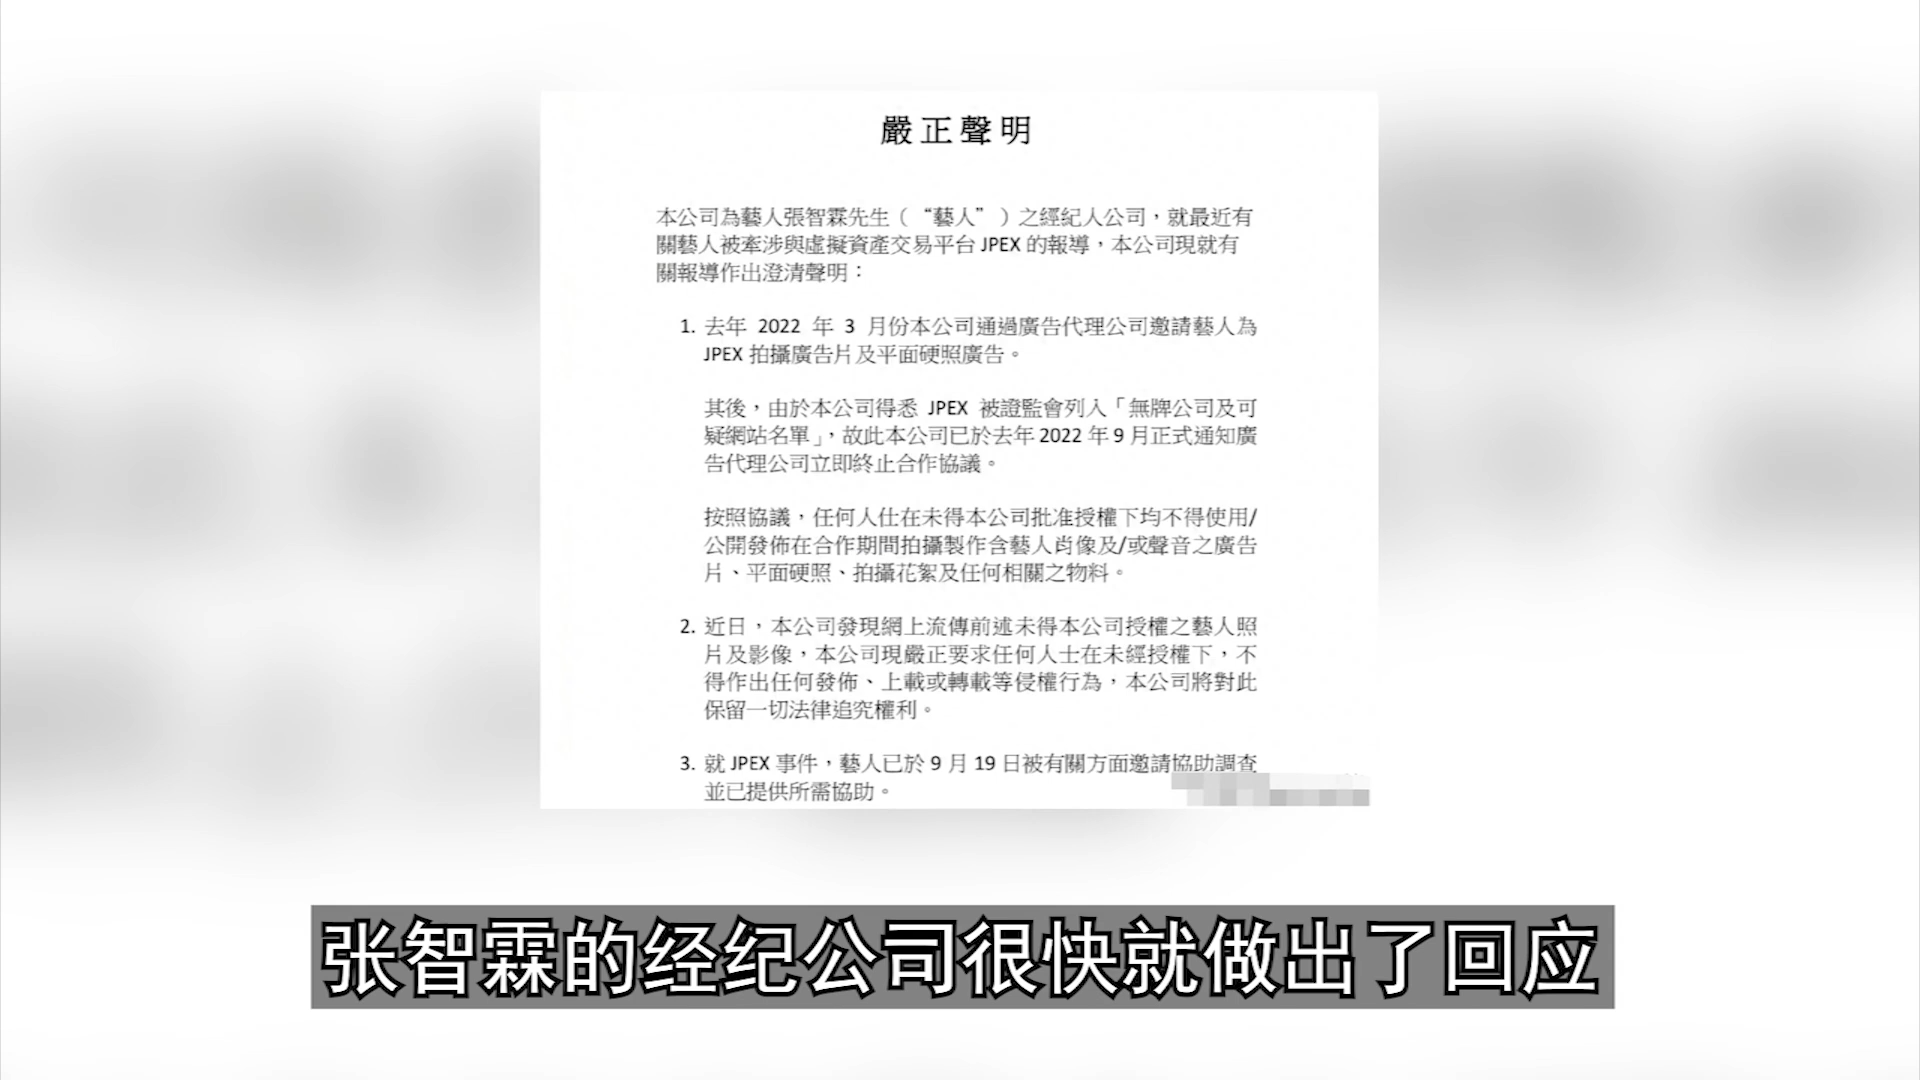 嚴正聲明
本公司為藝人張智霖先生（“藝人”）之經紀人公司，就最近有
關藝人被牽涉與虛擬資產交易平台 JPEX 的報導，本公司現就有
關報導作出澄清聲明：
1. 去年 2022 年 3 月份本公司通過廣告代理公司邀請藝人為
JPEX 拍攝廣告片及平面硬照廣告。
其後，由於本公司得悉 JPEX 被證監會列入「無牌公司及可
疑網站名單」，故此本公司已於去年 2022 年 9 月正式通知廣
告代理公司立即終止合作協議。
按照協議，任何人仕在未得本公司批准授權下均不得使用/
公開發佈在合作期間拍攝製作含藝人肖像及/或聲音之廣告
片、平面硬照、拍攝花絮及任何相關之物料。
2. 近日，本公司發現網上流傳前述未得本公司授權之藝人照
片及影像，本公司現嚴正要求任何人士在未經授權下，不
得作出任何發佈、上載或轉載等侵權行為，本公司將對此
保留一切法律追究權利。
3. 就 JPEX 事件，藝人已於 9 月 19 日被有關方面邀請協助調查
並已提供所需協助。
张智霖的经纪公司很快就做出了回应